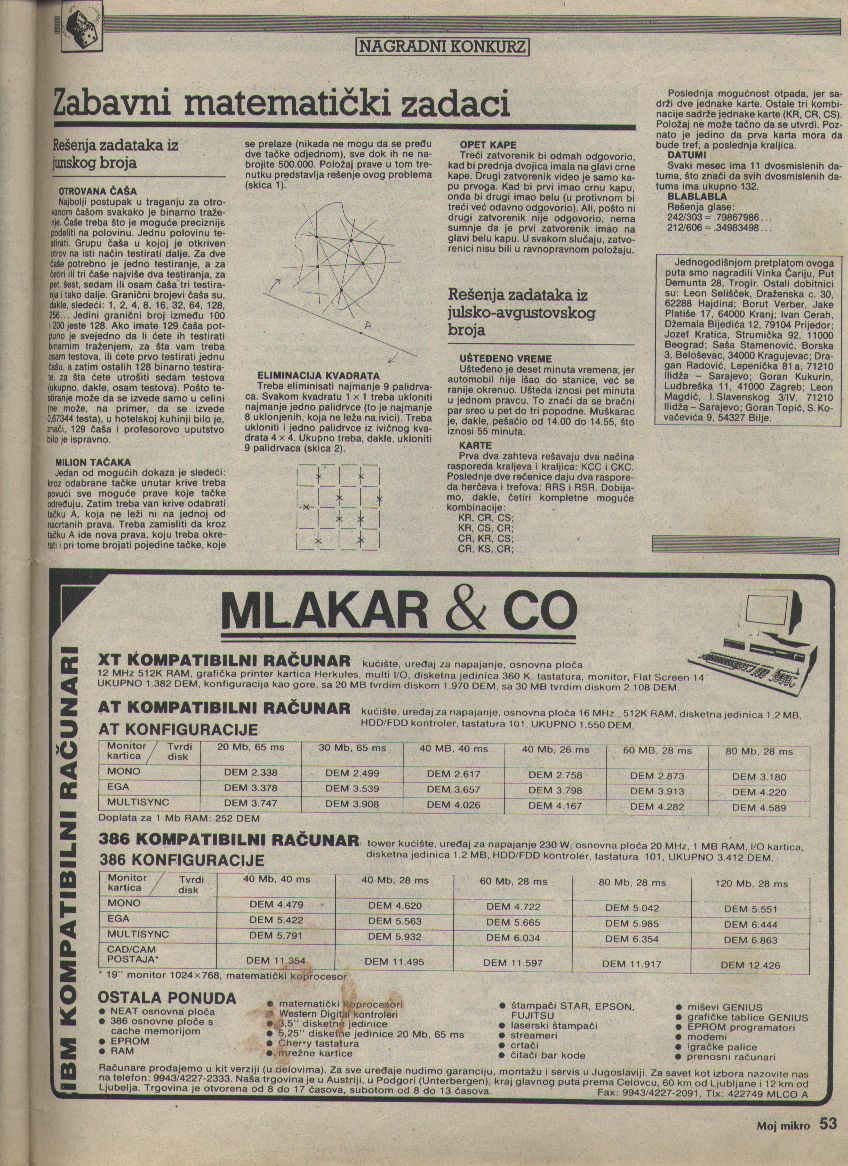 NAGRADNI KONKURZ
Zabavni matematički zadaci
Rešenja zadataka iz
junskog broja
OTROVANA ČAŠA
Najbolji postupak u traganju za otro-
vanom čašom svakako je binarno traže-
nje. Čaše treba što je moguće preciznije
podeliti na polovinu. Jednu polovinu te-
stirati. Grupu čaša u kojoj je otkriven
otrov na isti način testirati dalje. Za dve
čaše potrebno je jedno testiranje, a za
četiri ili tri čaše najviše dva testiranja, za
pet, šest, sedam ili osam čaša tri testira-
nja i tako dalje. Granični brojevi čaša su,
dakle, sledeći: 1, 2, 4, 8, 16, 32, 64, 128,
256... Jedini granični broj između 100
i 200 jeste 128. Ako imate 129 čaša pot-
puno je svejedno da li ćete ih testirati
binarnim traženjem, za šta vam treba
osam testova, ili ćete prvo testirati jednu
čašu, a zatim ostalih 128 binarno testira-
te, za šta ćete utrošiti sedam testova
(ukupno, dakle, osam testova). Pošto te-
stiranje može da se izvede samo u celini
(ne može, na primer, da se izvede
0,67344 testa), u hotelskoj kuhinji bilo je,
znači, 129 čaša i profesorovo uputstvo
bilo je ispravno.
MILION TAČAKA
Jedan od mogućih dokaza je sledeći:
kroz odabrane tačke unutar krive treba
povući sve moguće prave koje tačke
određuju. Zatim treba van krive odabrati
tačku A, koja ne leži ni na jednoj od
nacrtanih prava. Treba zamisliti da kroz
tačku A ide nova prava, koju treba okre-
tati i pri tome brojati pojedine tačke, koje
se prelaze (nikada ne mogu da se pređu
dve tačke odjednom), sve dok ih ne na-
brojite 500.000. Položaj prave u tom tre-
nutku predstavlja rešenje ovog problema
(skica 1).
A
ELIMINACIJA KVADRATA
Treba eliminisati najmanje 9 palidrva-
ca. Svakom kvadratu 1 × 1 treba ukloniti
najmanje jedno palidrvce (to je najmanje
8 uklonjenih, koja ne leže na ivici). Treba
ukloniti i jedno palidrvce iz ivičnog kva-
drata 4 × 4. Ukupno treba, dakle, ukloniti
9 palidrvaca (skica 2).
OPET KAPE
Treći zatvorenik bi odmah odgovorio,
kad bi prednja dvojica imala na glavi crne
kape. Drugi zatvorenik video je samo ka-
pu prvoga. Kad bi prvi imao crnu kapu,
onda bi drugi imao belu (u protivnom bi
treći već odavno odgovorio). Ali, pošto ni
drugi zatvorenik nije odgovorio, nema
sumnje da je prvi zatvorenik imao na
glavi belu kapu. U svakom slučaju, zatvo-
renici nisu bili u ravnopravnom položaju.
Rešenja zadataka iz
julsko-avgustovskog
broja
UŠTEĐENO VREME
Ušteđeno je deset minuta vremena, jer
automobil nije išao do stanice, već se
ranije okrenuo. Ušteda iznosi pet minuta
u jednom pravcu. To znači da se bračni
par sreo u pet do tri popodne. Muškarac
je, dakle, pešačio od 14.00 do 14.55, što
iznosi 55 minuta.
KARTE
Prva dva zahteva rešavaju dva načina
rasporeda kraljeva i kraljica: KCC i CKC.
Poslednje dve rečenice daju dva raspore-
da herčeva i trefova: RRS i RSR. Dobija-
mo, dakle, četiri kompletne moguće
kombinacije:
KR, CR, CS;
KR, CS, CR;
CR, KR, CS;
CR, KS, CR;
Poslednja mogućnost otpada, jer sa-
drži dve jednake karte. Ostale tri kombi-
nacije sadrže jednake karte (KR, CR, CS).
Položaj ne može tačno da se utvrdi. Poz-
nato je jedino da prva karta mora da
bude tref, a poslednja kraljica.
DATUMI
Svaki mesec ima 11 dvosmislenih da-
tuma, što znači da svih dvosmislenih da-
tuma ima ukupno 132.
BLABLABLA
Rešenja glase:
242/303 = .79867986...
212/606 = .34983498...
Jednogodišnjom pretplatom ovoga
puta smo nagradili Vinka Čariju, Put
Demunta 28, Trogir. Ostali dobitnici
su: Leon Selišček, Draženska c. 30,
62288 Hajdina; Borut Verber, Jake
Platiše 17, 64000 Kranj; Ivan Cerah,
Džemala Bijedića 12, 79104 Prijedor;
Jozef Kratica, Strumička 92, 11000
Beograd; Saša Stamenović, Borska
3, Beloševac, 34000 Kragujevac; Dra-
gan Radović, Lepenička 81 a, 71210
Ilidža – Sarajevo; Goran Kukurin,
Ludbreška 11, 41000 Zagreb; Leon
Magdić, I. Slavenskog 3/IV, 71210
Ilidža – Sarajevo; Goran Topić, S. Ko-
vačevića 9, 54327 Bilje.
IBM KOMPATIBILNI RAČUNARI
MLAKAR & CO
XT KOMPATIBILNI RAČUNAR kućište, uređaj za napajanje, osnovna ploča
12 MHz 512K RAM, grafička printer kartica Herkules, multi I/O, disketna jedinica 360 K, tastatura, monitor, Flat Screen 14"
UKUPNO 1.382 DEM, konfiguracija kao gore, sa 20 MB tvrdim diskom 1.970 DEM, sa 30 MB tvrdim diskom 2.108 DEM.
AT KOMPATIBILNI RAČUNAR kućište, uređaj za napajanje, osnovna ploča 16 MHz., 512K RAM, disketna jedinica 1.2 MB,
HDD/FDD kontroler, tastatura 101, UKUPNO 1.550 DEM.
AT KONFIGURACIJE
Monitor / Tvrdi 20 Mb, 65 ms 30 Mb, 65 ms 40 MB, 40 ms 40 Mb, 26 ms 60 MB, 28 ms 80 Mb, 28 ms
kartica / disk
MONO DEM 2.338 DEM 2.499 DEM 2.617 DEM 2.758 DEM 2.873 DEM 3.180
EGA DEM 3.378 DEM 3.539 DEM 3.657 DEM 3.798 DEM 3.913 DEM 4.220
MULTISYNC DEM 3.747 DEM 3.908 DEM 4.026 DEM 4.167 DEM 4.282 DEM 4.589
Doplata za 1 Mb RAM: 252 DEM
386 KOMPATIBILNI RAČUNAR tower kućište, uređaj za napajanje 230 W, osnovna ploča 20 MHz, 1 MB RAM, I/O kartica,
disketna jedinica 1.2 MB, HDD/FDD kontroler, tastatura 101, UKUPNO 3.412 DEM.
386 KONFIGURACIJE
Monitor / Tvrdi 40 Mb, 40 ms 40 Mb, 28 ms 60 Mb, 28 ms 80 Mb, 28 ms 120 Mb, 28 ms
kartica / disk
MONO DEM 4.479 DEM 4.620 DEM 4.722 DEM 5.042 DEM 5.551
EGA DEM 5.422 DEM 5.563 DEM 5.665 DEM 5.985 DEM 6.444
MULTISYNC DEM 5.791 DEM 5.932 DEM 6.034 DEM 6.354 DEM 6.863
CAD/CAM
POSTAJA* DEM 11.354 DEM 11.495 DEM 11.597 DEM 11.917 DEM 12.426
* 19'' monitor 1024×768, matematički koprocesor
OSTALA PONUDA
● NEAT osnovna ploča
● 386 osnovne ploče s
cache memorijom
● EPROM
● RAM
● matematički koprocesori
● Western Digital kontroleri
● 3,5'' disketne jedinice
● 5,25'' disketne jedinice 20 Mb, 65 ms
● Cherry tastatura
● mrežne kartice
● štampači STAR, EPSON,
FUJITSU
● laserski štampači
● streameri
● crtači
● čitači bar kode
● miševi GENIUS
● grafičke tablice GENIUS
● EPROM programatori
● modemi
● igračke palice
● prenosni računari
Računare prodajemo u kit verziji (u delovima). Za sve uređaje nudimo garanciju, montažu i servis u Jugoslaviji. Za savet kot izbora nazovite nas
na telefon: 9943/4227-2333. Naša trgovina je u Austriji, u Podgori (Unterbergen), kraj glavnog puta prema Celovcu, 60 km od Ljubljane i 12 km od
Ljubelja. Trgovina je otvorena od 8 do 17 časova, subotom od 8 do 13 časova. Fax: 9943/4227-2091, Tlx: 422749 MLCO A
Moj mikro 53